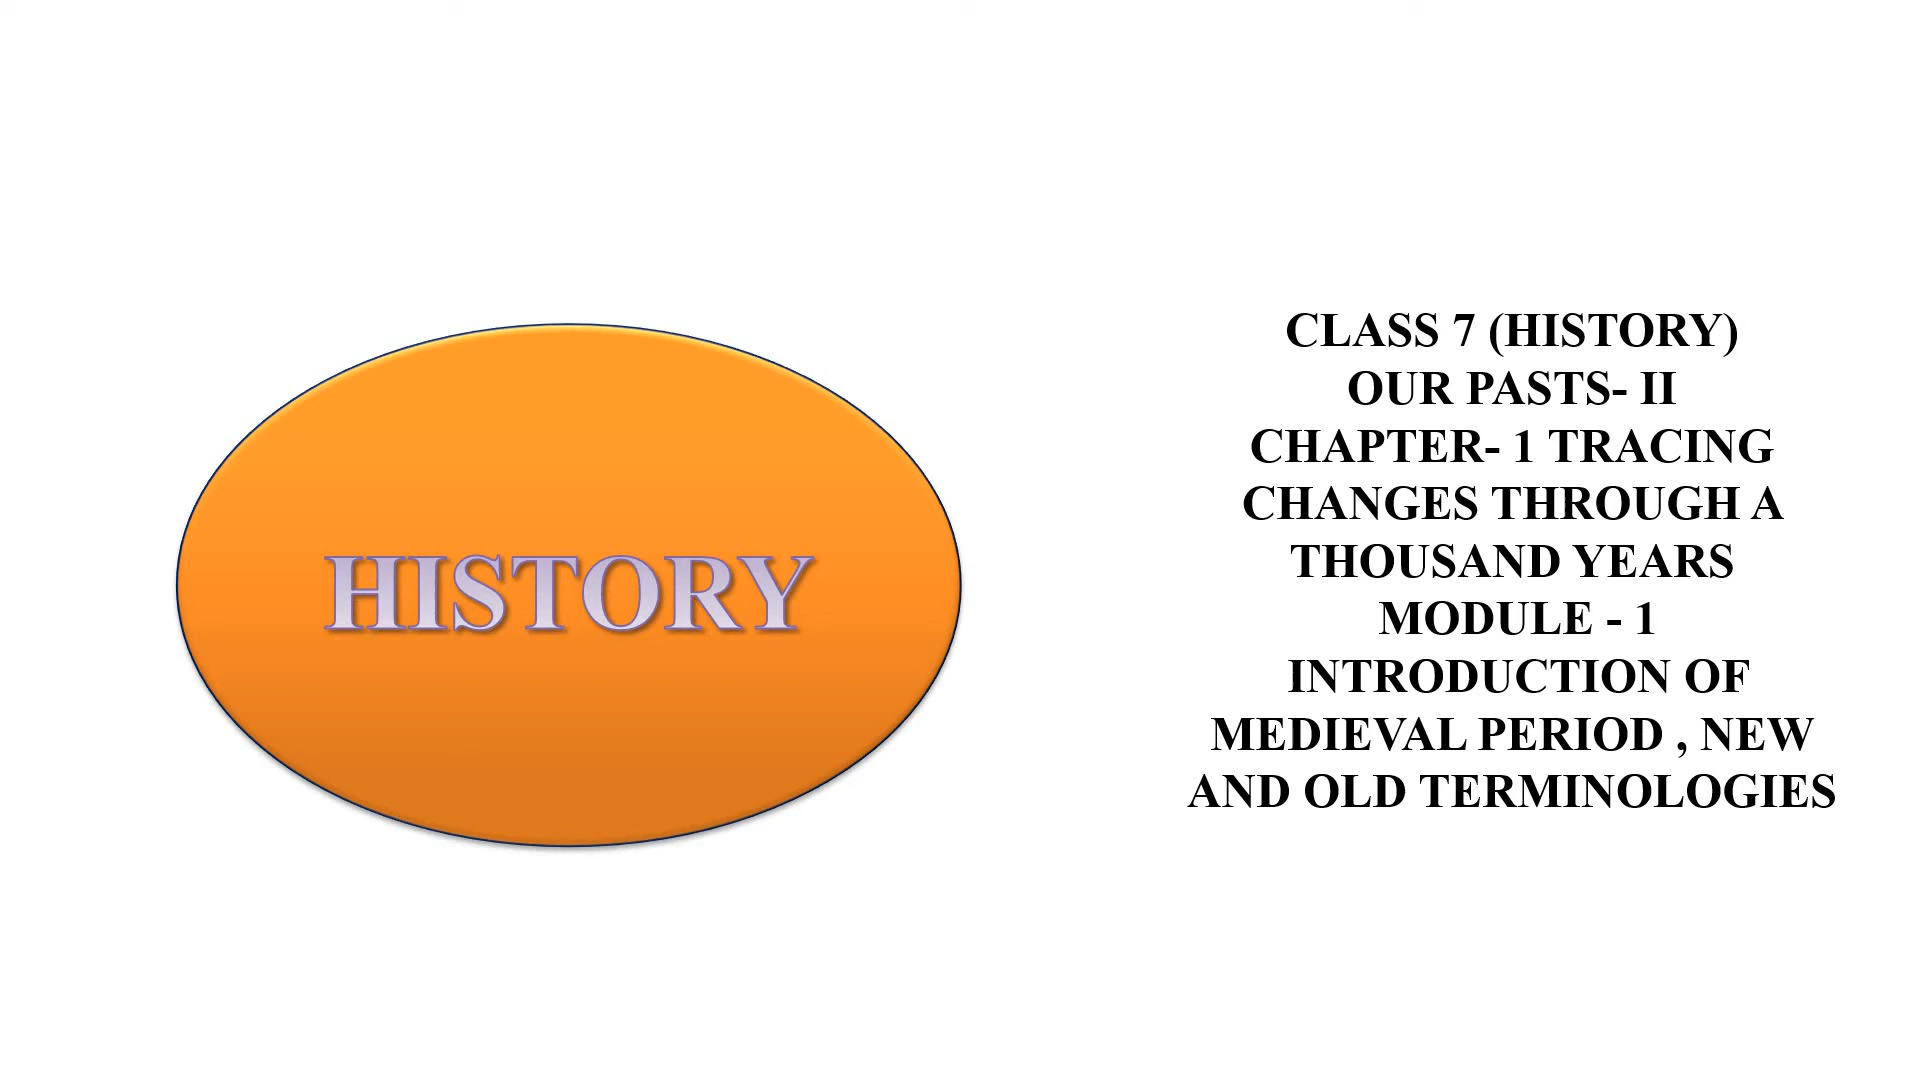 HISTORY
CLASS 7 (HISTORY)
OUR PASTS- II
CHAPTER- 1 TRACING
CHANGES THROUGH A
THOUSAND YEARS
MODULE - 1
INTRODUCTION OF
MEDIEVAL PERIOD , NEW
AND OLD TERMINOLOGIES